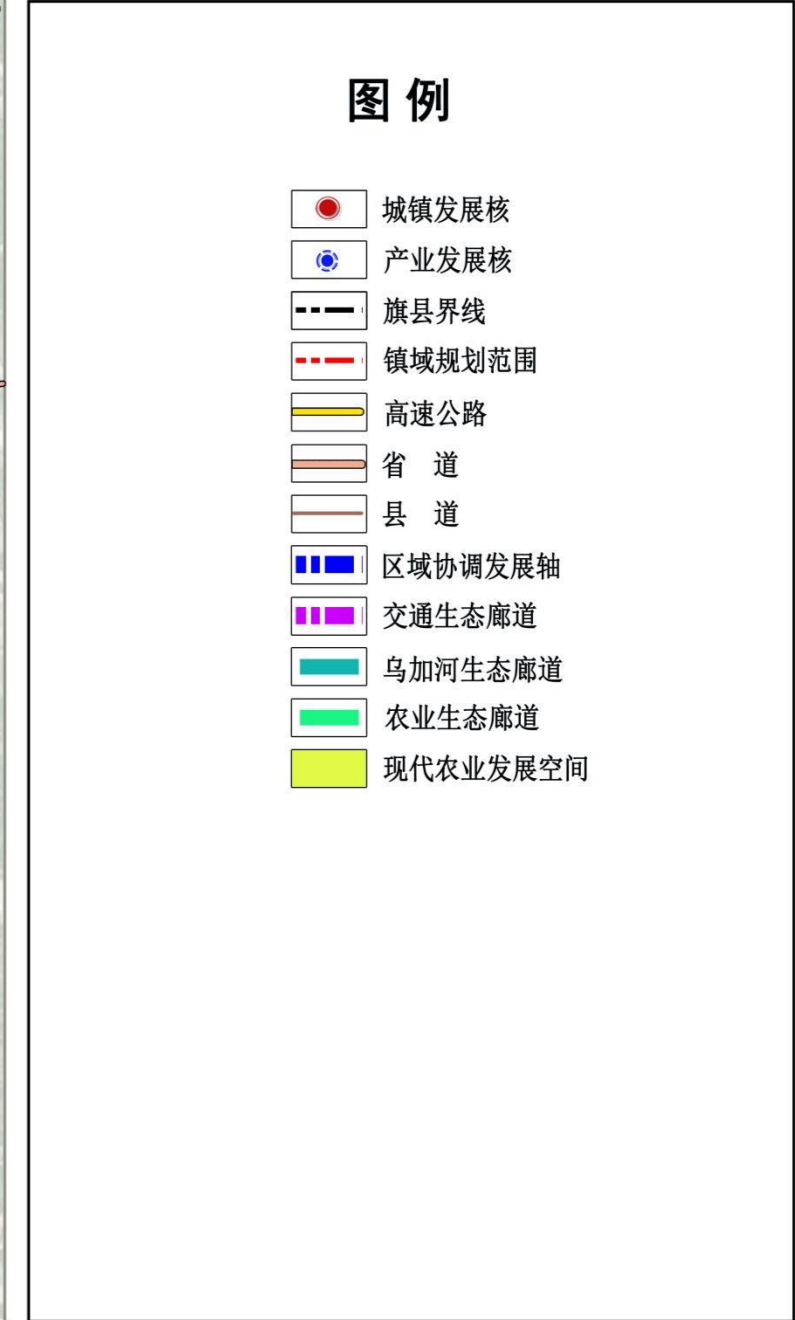 图 例
城镇发展核
产业发展核
旗县界线
镇域规划范围
高速公路
省 道
县 道
区域协调发展轴
交通生态廊道
乌加河生态廊道
农业生态廊道
现代农业发展空间